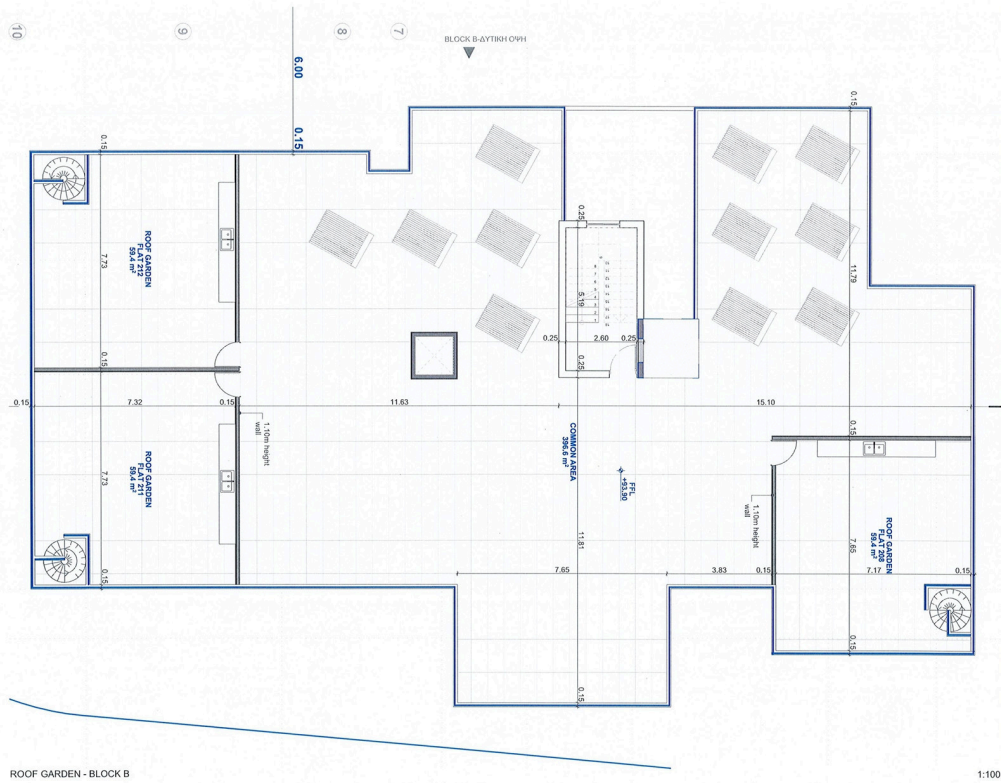 10
9
8
7
BLOCK B-ΔΥΤΙΚΗ ΟΨΗ
6.00
0.15
0.15
0.15
ROOF GARDEN
FLAT 212
59.4 m²
7.73
0.15
0.25
5.19
0.25
2.60
0.25
0.25
11.79
0.15
7.32
0.15
11.63
15.10
0.15
1.10m height
wall
COMMON AREA
396.6 m²
FFL
+93.90
ROOF GARDEN
FLAT 211
59.4 m²
7.73
0.15
1.10m height
wall
ROOF GARDEN
FLAT 208
59.4 m²
7.65
11.81
7.65
3.83
0.15
7.17
0.15
0.15
0.15
ROOF GARDEN - BLOCK B
1:100